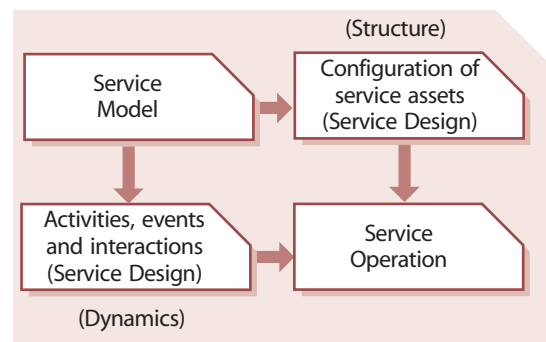 (Structure)
Service
Model
Configuration of
service assets
(Service Design)
Activities, events
and interactions
(Service Design)
Service
Operation
(Dynamics)